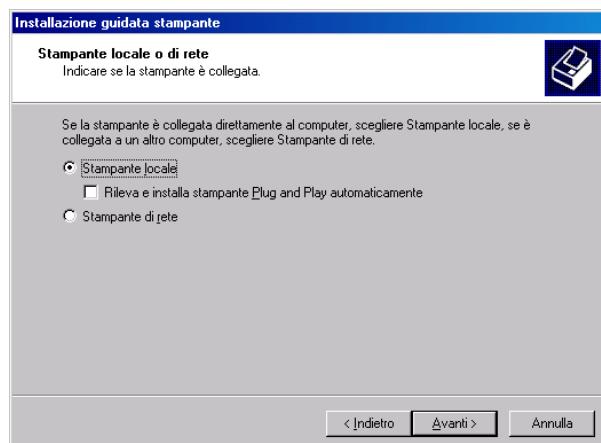 Installazione guidata stampante
Stampante locale o di rete
Indicare se la stampante è collegata.
Se la stampante è collegata direttamente al computer, scegliere Stampante locale, se è
collegata a un altro computer, scegliere Stampante di rete.
Stampante locale
Rileva e installa stampante Plug and Play automaticamente
Stampante di rete
< Indietro
Avanti >
Annulla